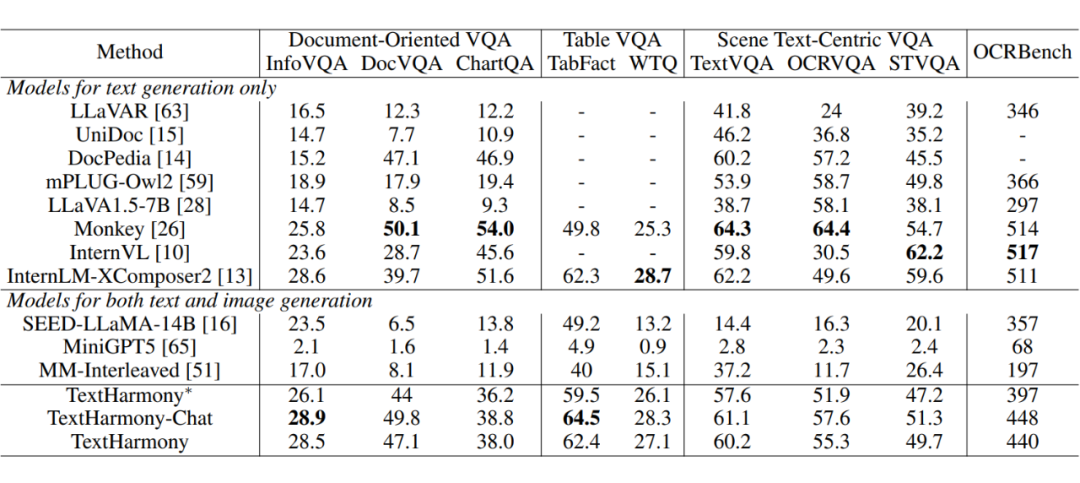 Method Document-Oriented VQA Table VQA Scene Text-Centric VQA OCRBench
InfoVQA DocVQA ChartQA TabFact WTQ TextVQA OCRVQA STVQA
Models for text generation only
LLaVAR [63] 16.5 12.3 12.2 - - 41.8 24 39.2 346
UniDoc [15] 14.7 7.7 10.9 - - 46.2 36.8 35.2 -
DocPedia [14] 15.2 47.1 46.9 - - 60.2 57.2 45.5 -
mPLUG-Owl2 [59] 18.9 17.9 19.4 - - 53.9 58.7 49.8 366
LLaVA1.5-7B [28] 14.7 8.5 9.3 - - 38.7 58.1 38.1 297
Monkey [26] 25.8 50.1 54.0 49.8 25.3 64.3 64.4 54.7 514
InternVL [10] 23.6 28.7 45.6 - - 59.8 30.5 62.2 517
InternLM-XComposer2 [13] 28.6 39.7 51.6 62.3 28.7 62.2 49.6 59.6 511
Models for both text and image generation
SEED-LLaMA-14B [16] 23.5 6.5 13.8 49.2 13.2 14.4 16.3 20.1 357
MiniGPT5 [65] 2.1 1.6 1.4 4.9 0.9 2.8 2.3 2.4 68
MM-Interleaved [51] 17.0 8.1 11.9 40 15.1 37.2 11.7 26.4 197
TextHarmony* 26.1 44 36.2 59.5 26.1 57.6 51.9 47.2 397
TextHarmony-Chat 28.9 49.8 38.8 64.5 28.3 61.1 57.6 51.3 448
TextHarmony 28.5 47.1 38.0 62.4 27.1 60.2 55.3 49.7 440